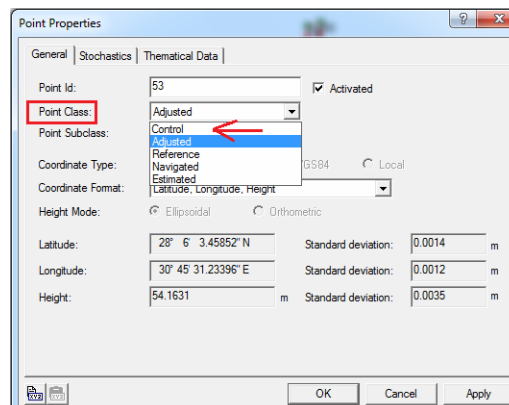 Point Properties
General Stochastics Thematical Data
Point Id: 53 Activated
Point Class: Adjusted
Control
Point Subclass: Adjusted
Reference
Coordinate Type: Navigated GS84 Local
Estimated
Coordinate Format: Latitude, Longitude, Height
Height Mode: Ellipsoidal Orthometric
Latitude: 28° 6' 3.45852" N Standard deviation: 0.0014 m
Longitude: 30° 45' 31.23396" E Standard deviation: 0.0012 m
Height: 54.1631 m Standard deviation: 0.0035 m
XYZ XYZ OK Cancel Apply